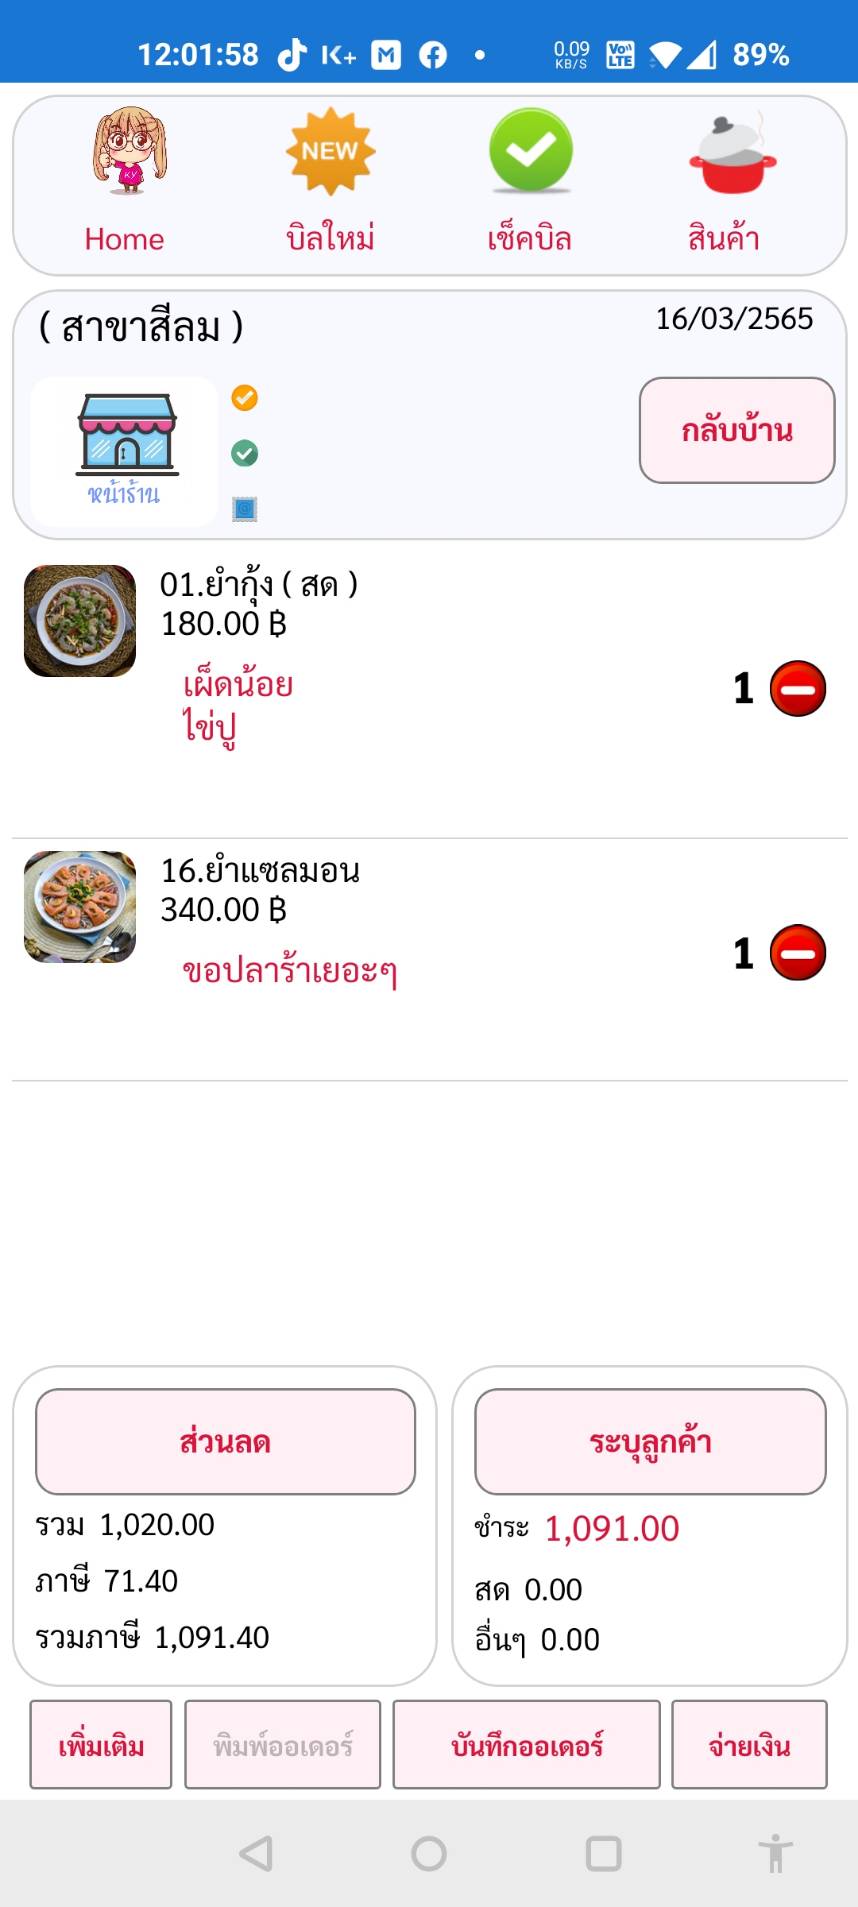 12:01:58 K+ M 0.09 KB/S Vo)) LTE 89%
NEW
KY
Home บิลใหม่ เช็คบิล สินค้า
( สาขาสีลม ) 16/03/2565
กลับบ้าน
หน้าร้าน
01.ยำกุ้ง ( สด )
180.00 ฿
เผ็ดน้อย
ไข่ปู
1
16.ยำแซลมอน
340.00 ฿
ขอปลาร้าเยอะๆ
1
ส่วนลด ระบุลูกค้า
รวม 1,020.00 ชำระ 1,091.00
ภาษี 71.40 สด 0.00
รวมภาษี 1,091.40 อื่นๆ 0.00
เพิ่มเติม พิมพ์ออเดอร์ บันทึกออเดอร์ จ่ายเงิน